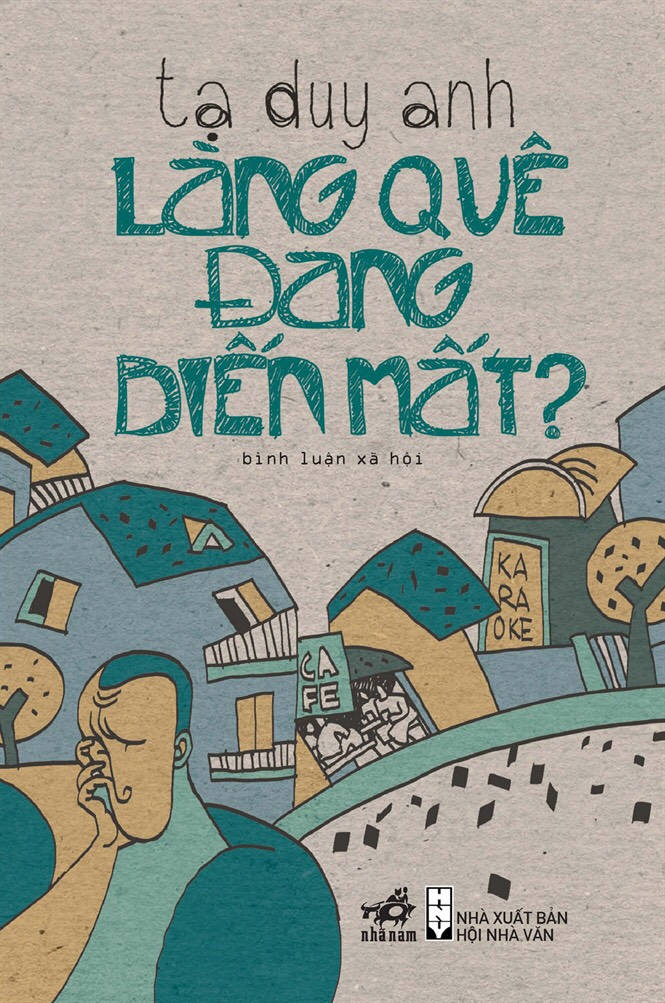 tạ duy anh
LÀNG QUÊ
ĐANG
BIẾN MẤT?
bình luận xã hội
KA
RA
OKE
CA
FE
nhã nam
NHÀ XUẤT BẢN
HỘI NHÀ VĂN